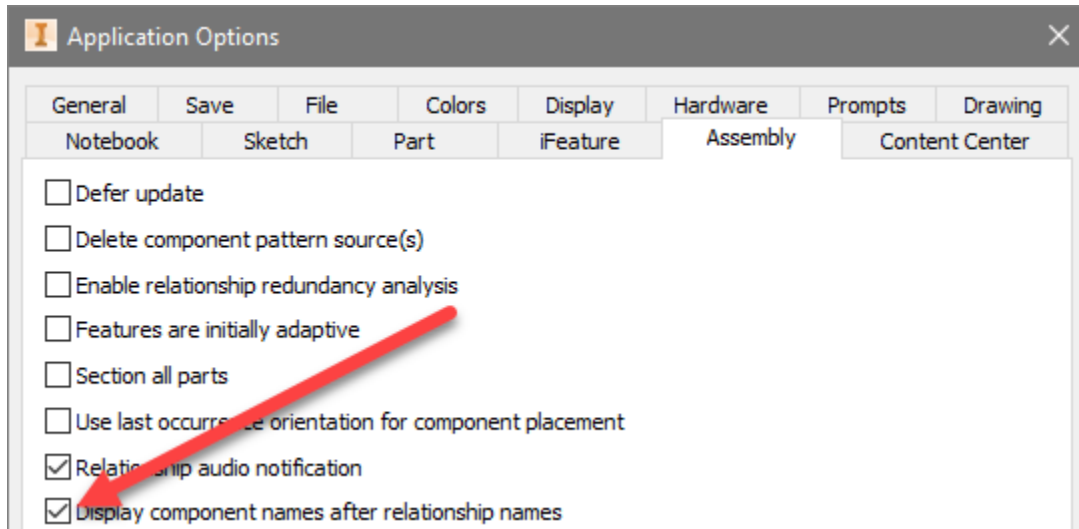 Application Options
General Save File Colors Display Hardware Prompts Drawing
Notebook Sketch Part iFeature Assembly Content Center
Defer update
Delete component pattern source(s)
Enable relationship redundancy analysis
Features are initially adaptive
Section all parts
Use last occurrence orientation for component placement
Relationship audio notification
Display component names after relationship names